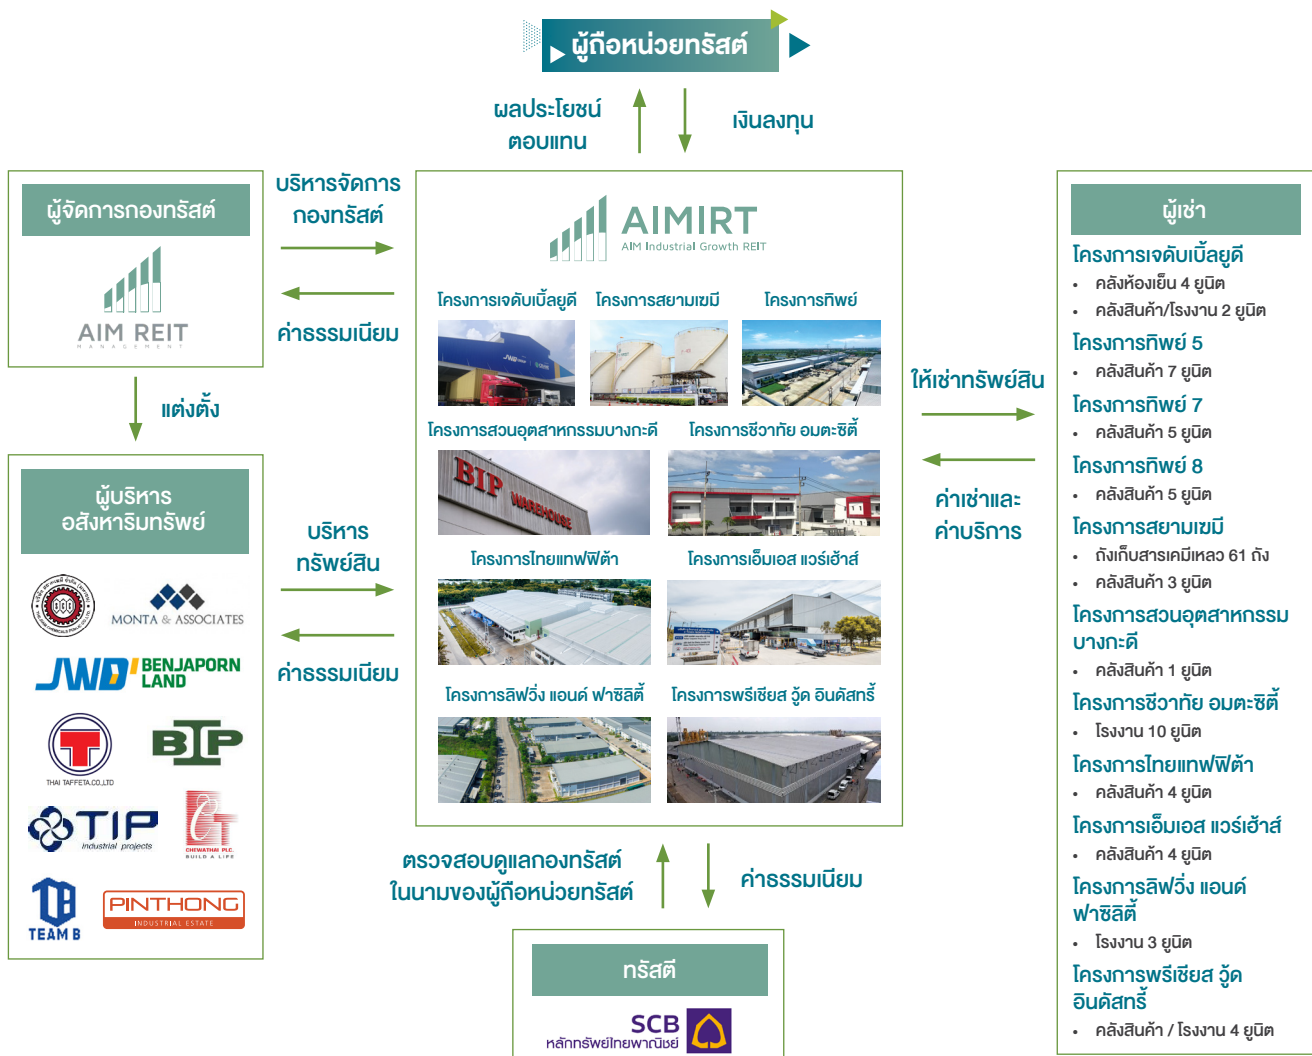 ผู้ถือหน่วยทรัสต์
ผลประโยชน์
ตอบแทน
เงินลงทุน
ผู้จัดการกองทรัสต์
AIM REIT
MANAGEMENT
บริหารจัดการ
กองทรัสต์
ค่าธรรมเนียม
แต่งตั้ง
ผู้บริหาร
อสังหาริมทรัพย์
MONTA & ASSOCIATES
JWD BENJAPORN
LAND
THAI TAFFETA.CO.,LTD
BIP
TIP
industrial projects
CHEWATHAI PLC.
BUILD A LIFE
TEAM B
PINTHONG
INDUSTRIAL ESTATE
บริหาร
ทรัพย์สิน
ค่าธรรมเนียม
AIMIRT
AIM Industrial Growth REIT
โครงการเจดับเบิ้ลยูดี
โครงการสยามเฆมี
โครงการทิพย์
JWD
โครงการสวนอุตสาหกรรมบางกะดี
โครงการชีวาทัย อมตะซิตี้
BIP WAREHOUSE
โครงการไทยแทฟฟิต้า
โครงการเอ็มเอส แวร์เฮ้าส์
โครงการลิฟวิ่ง แอนด์ ฟาซิลิตี้
โครงการพรีเชียส วู้ด อินดัสทรี้
ตรวจสอบดูแลกองทรัสต์
ในนามของผู้ถือหน่วยทรัสต์
ค่าธรรมเนียม
ทรัสตี
SCB
หลักทรัพย์ไทยพาณิชย์
ให้เช่าทรัพย์สิน
ค่าเช่าและ
ค่าบริการ
ผู้เช่า
โครงการเจดับเบิ้ลยูดี
• คลังห้องเย็น 4 ยูนิต
• คลังสินค้า/โรงงาน 2 ยูนิต
โครงการทิพย์ 5
• คลังสินค้า 7 ยูนิต
โครงการทิพย์ 7
• คลังสินค้า 5 ยูนิต
โครงการทิพย์ 8
• คลังสินค้า 5 ยูนิต
โครงการสยามเฆมี
• ถังเก็บสารเคมีเหลว 61 ถัง
• คลังสินค้า 3 ยูนิต
โครงการสวนอุตสาหกรรม
บางกะดี
• คลังสินค้า 1 ยูนิต
โครงการชีวาทัย อมตะซิตี้
• โรงงาน 10 ยูนิต
โครงการไทยแทฟฟิต้า
• คลังสินค้า 4 ยูนิต
โครงการเอ็มเอส แวร์เฮ้าส์
• คลังสินค้า 4 ยูนิต
โครงการลิฟวิ่ง แอนด์
ฟาซิลิตี้
• โรงงาน 3 ยูนิต
โครงการพรีเชียส วู้ด
อินดัสทรี้
• คลังสินค้า / โรงงาน 4 ยูนิต